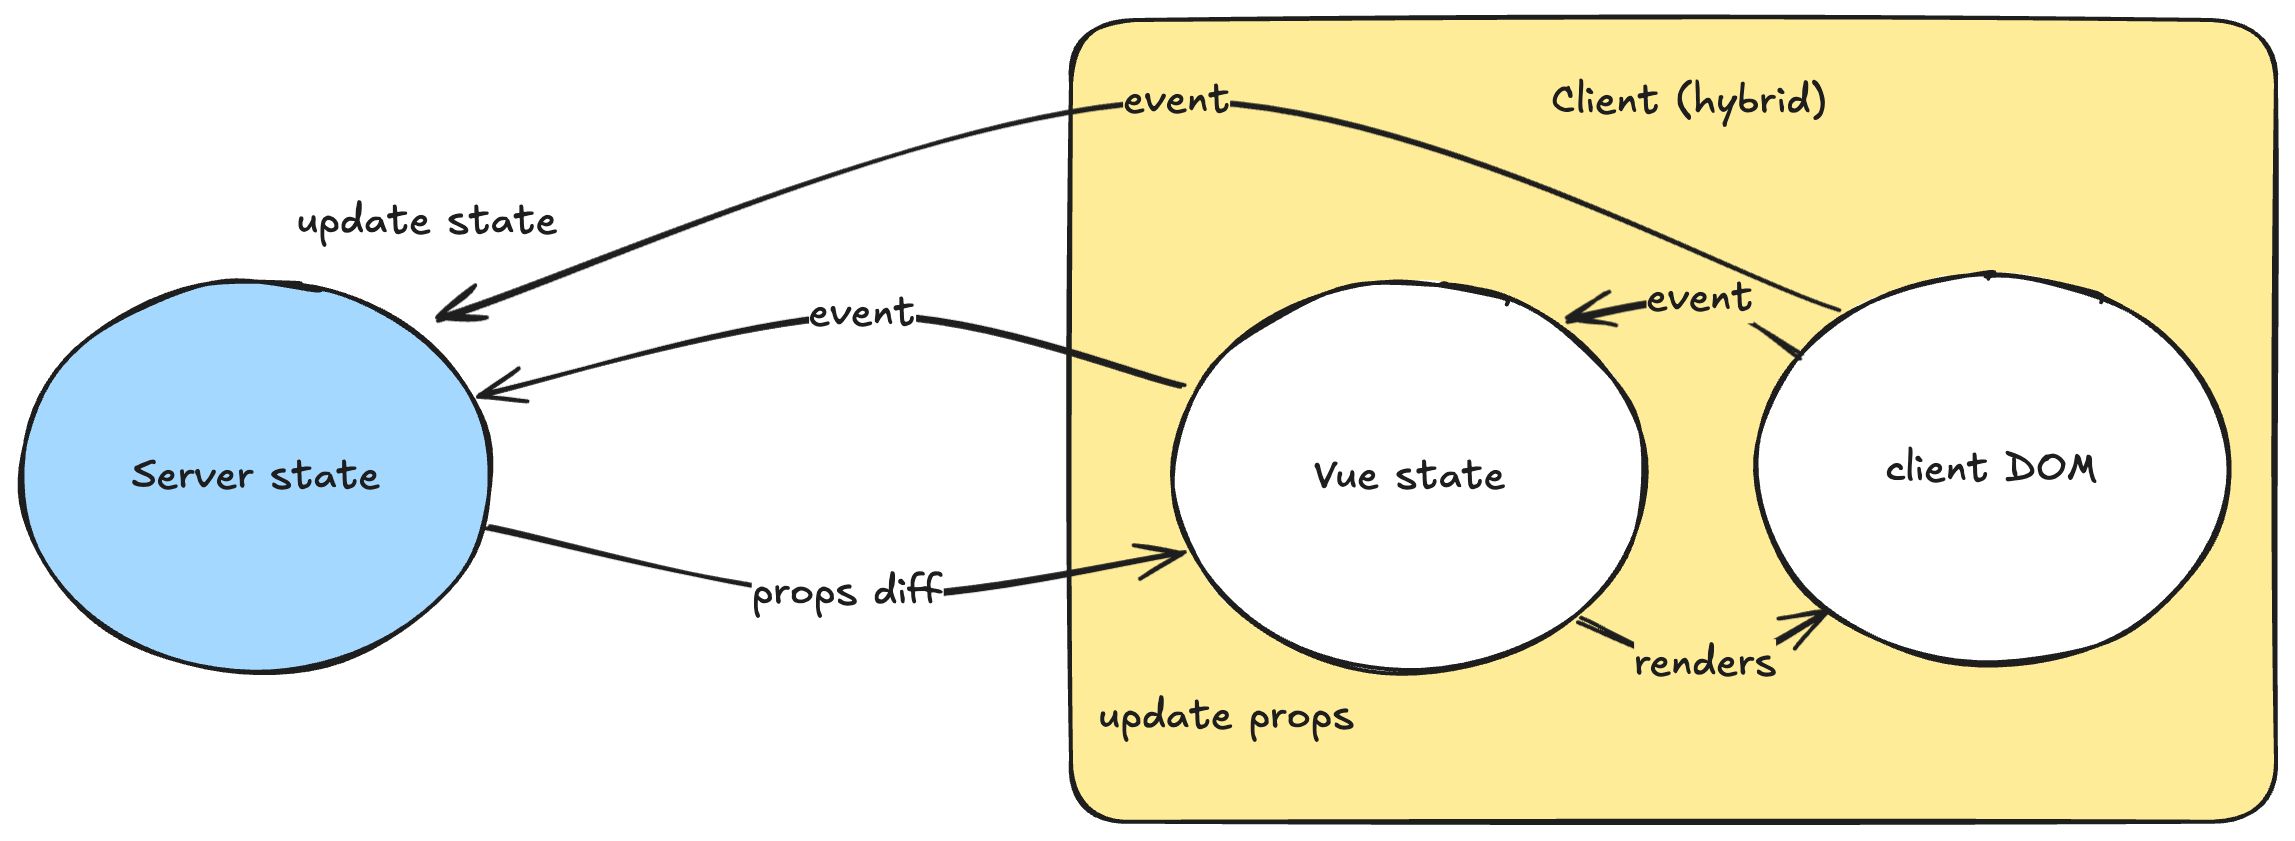 Client (hybrid)
event
update state
event
event
Server state
Vue state
client DOM
props diff
renders
update props